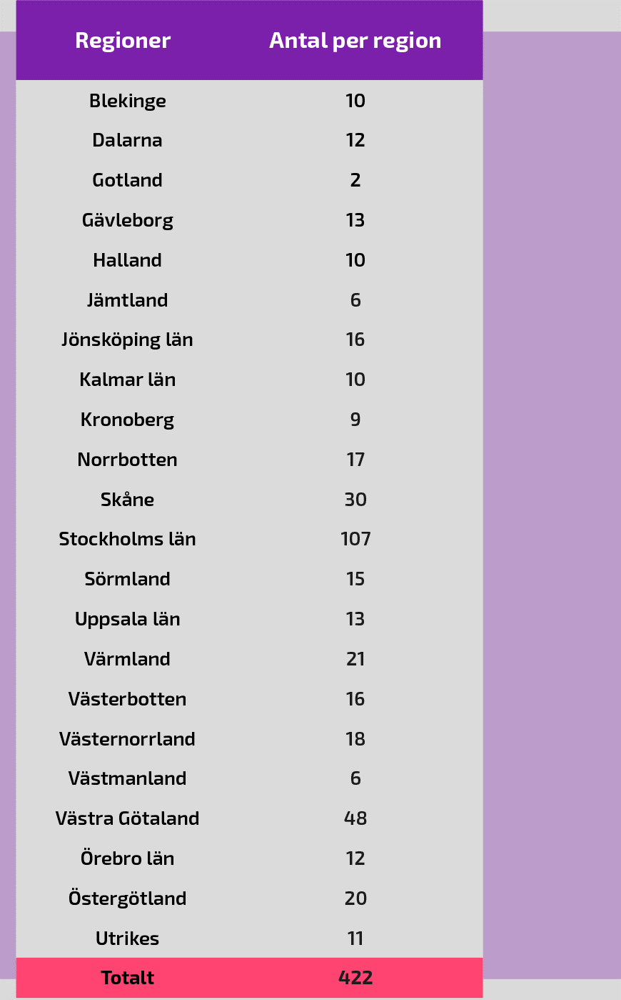 Regioner Antal per region
Blekinge 10
Dalarna 12
Gotland 2
Gävleborg 13
Halland 10
Jämtland 6
Jönsköping län 16
Kalmar län 10
Kronoberg 9
Norrbotten 17
Skåne 30
Stockholms län 107
Sörmland 15
Uppsala län 13
Värmland 21
Västerbotten 16
Västernorrland 18
Västmanland 6
Västra Götaland 48
Örebro län 12
Östergötland 20
Utrikes 11
Totalt 422